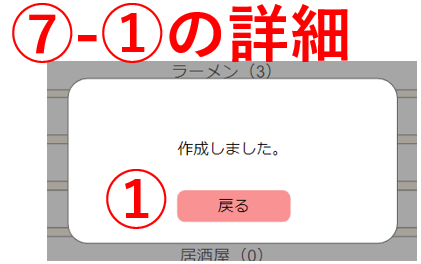 ⑦-①の詳細
ラーメン（3）
作成しました。
① 戻る
居酒屋（0）